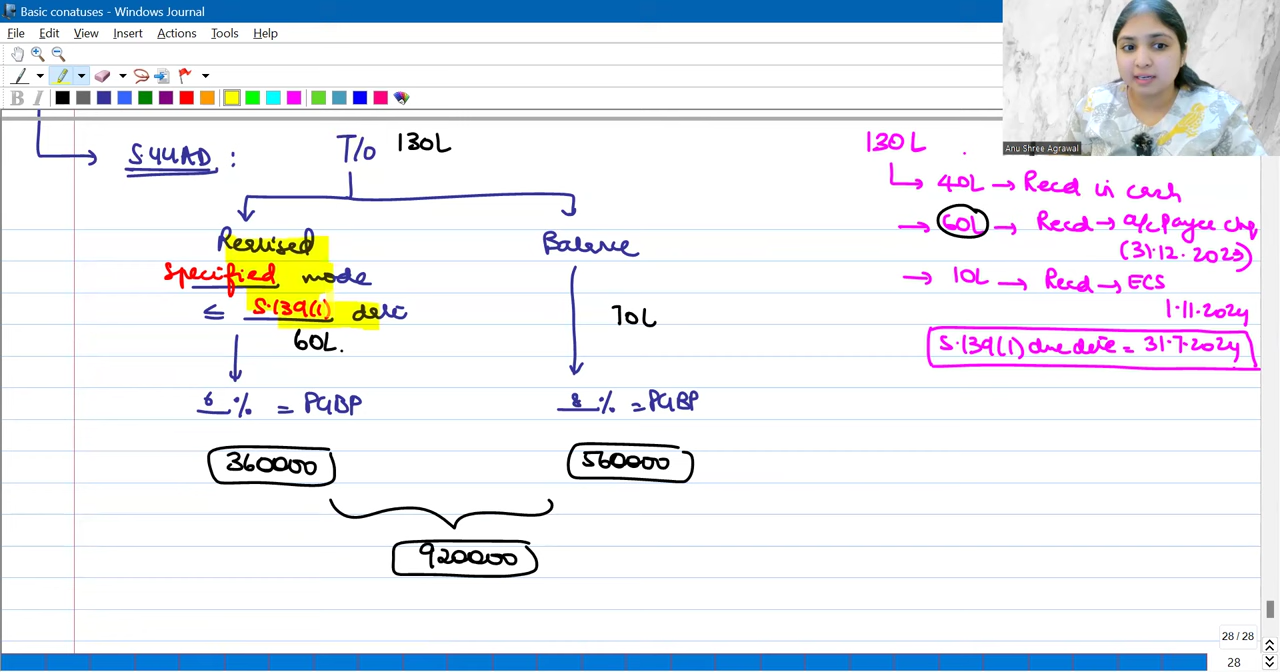 Basic conatuses - Windows Journal
File Edit View Insert Actions Tools Help
B I
Anu Shree Agrawal
S44AD :
T/O 130L
Realised
Specified mode
≤ S.139(1) date
60L.
6 % = PGBP
360000
Balance
70L
8 % = PGBP
560000
920000
130L
→ 40L → Recd in cash
→ 60L → Recd → a/c Payee chq
(31.12.2023)
→ 10L → Recd → ECS
1.11.2024
S.139(1) due date = 31.7.2024
28 / 28
28